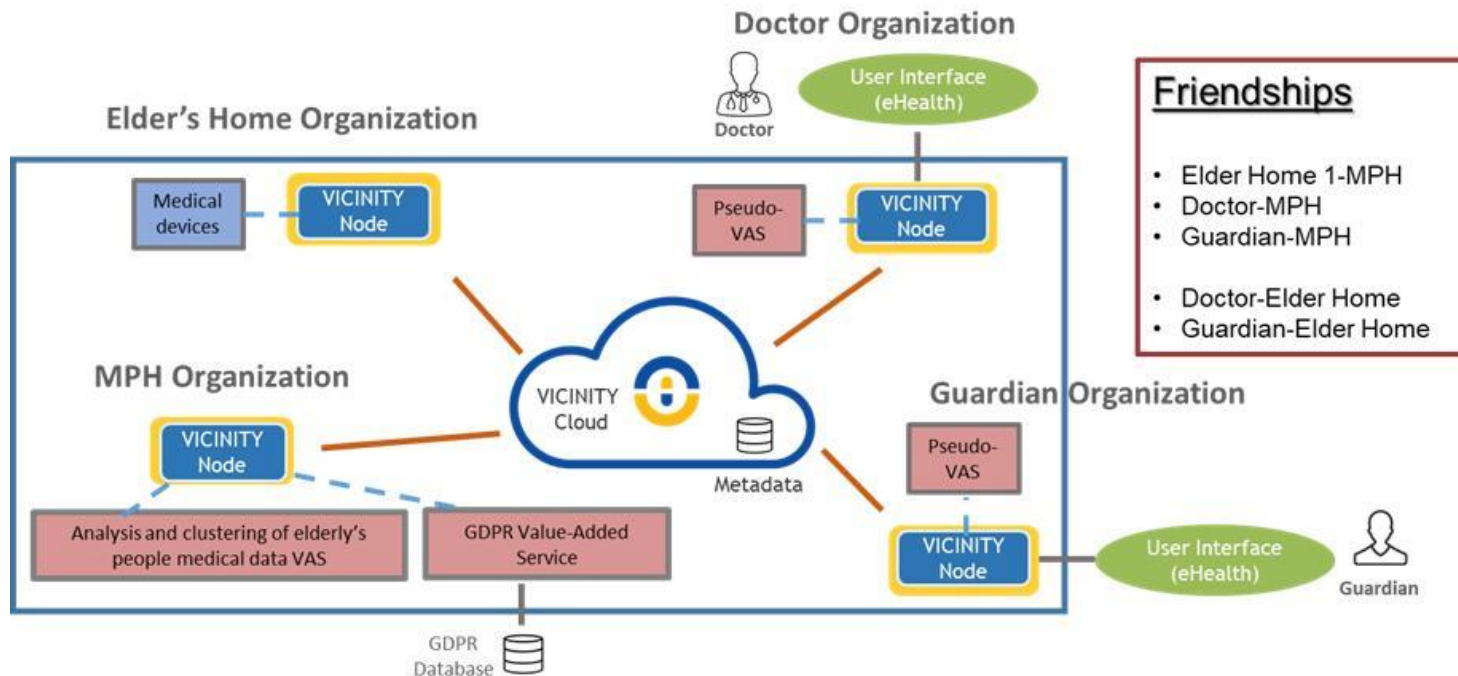 Doctor Organization
User Interface
(eHealth)
Doctor
Friendships
• Elder Home 1-MPH
• Doctor-MPH
• Guardian-MPH
• Doctor-Elder Home
• Guardian-Elder Home
Elder's Home Organization
Medical
devices
VICINITY
Node
Pseudo-
VAS
VICINITY
Node
MPH Organization
VICINITY
Node
VICINITY
Cloud
Metadata
Guardian Organization
Pseudo-
VAS
Analysis and clustering of elderly's
people medical data VAS
GDPR Value-Added
Service
VICINITY
Node
User Interface
(eHealth)
Guardian
GDPR
Database